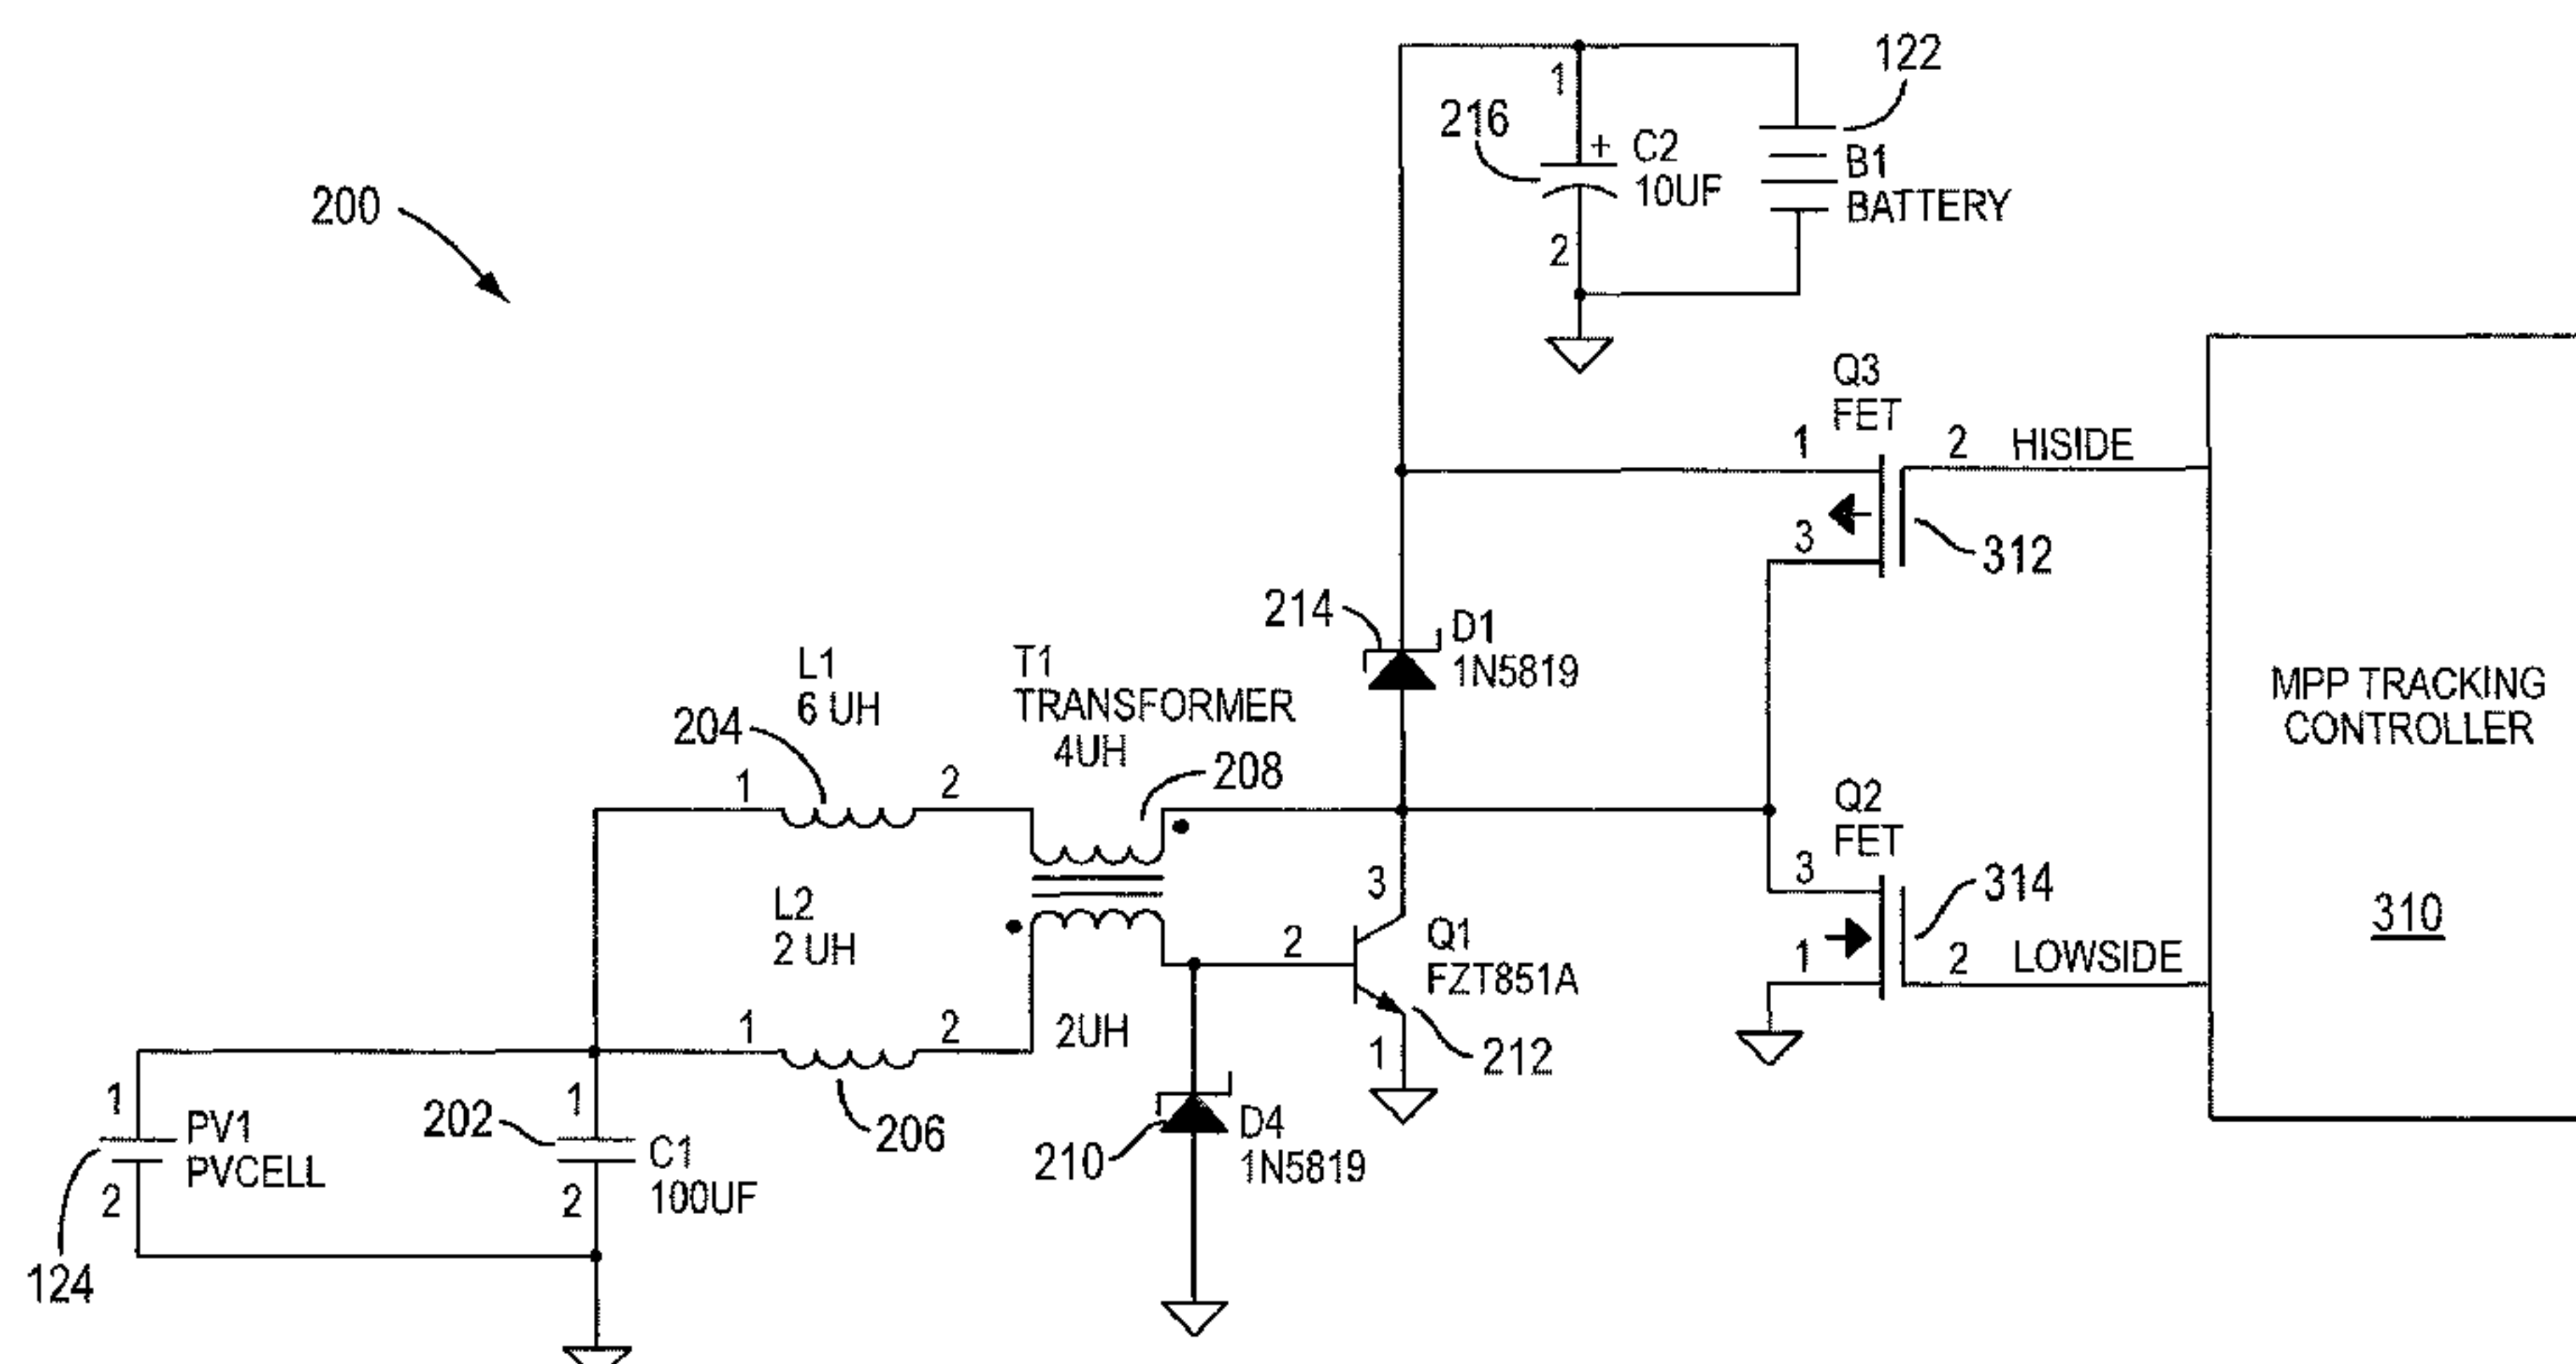 200
122
1
216
+
C2
10UF
B1
BATTERY
2
Q3
FET
1
2
HISIDE
3
312
214
D1
1N5819
L1
6 UH
T1
TRANSFORMER
4UH
204
208
1
2
MPP TRACKING
CONTROLLER
310
Q2
FET
3
314
1
2
LOWSIDE
L2
2 UH
3
2
Q1
FZT851A
1
212
1
2
2UH
206
1
PV1
PVCELL
2
124
202
1
C1
100UF
2
210
D4
1N5819